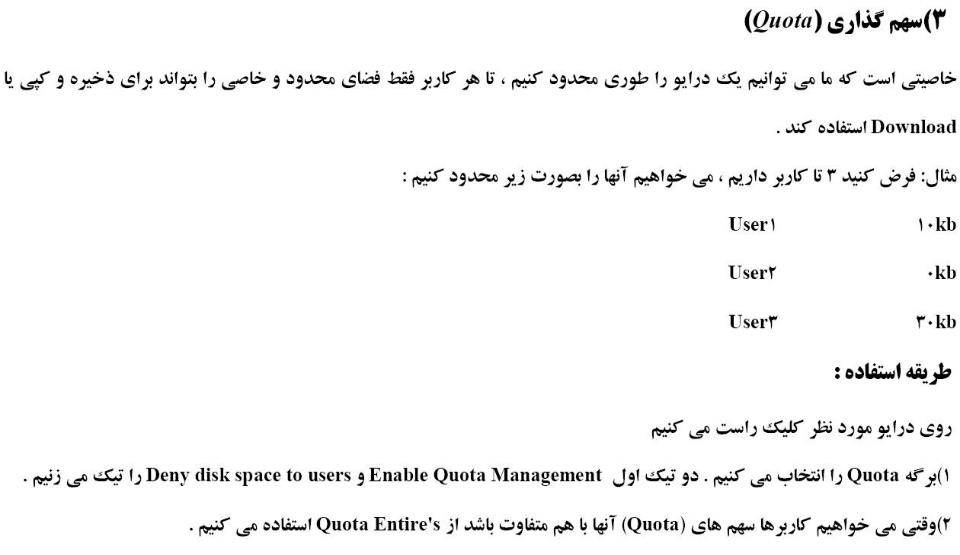 ۳)سهم گذاری (Quota)
خاصیتی است که ما می توانیم یک درایو را طوری محدود کنیم ، تا هر کاربر فقط فضای محدود و خاصی را بتواند برای ذخیره و کپی یا
Download استفاده کند .
مثال: فرض کنید ۳ تا کاربر داریم ، می خواهیم آنها را بصورت زیر محدود کنیم :
۱۰kb User۱
۰kb User۲
۳۰kb User۳
طریقه استفاده :
روی درایو مورد نظر کلیک راست می کنیم
۱)برگه Quota را انتخاب می کنیم . دو تیک اول Enable Quota Management و Deny disk space to users را تیک می زنیم .
۲)وقتی می خواهیم کاربرها سهم های (Quota) آنها با هم متفاوت باشد از Quota Entire's استفاده می کنیم .